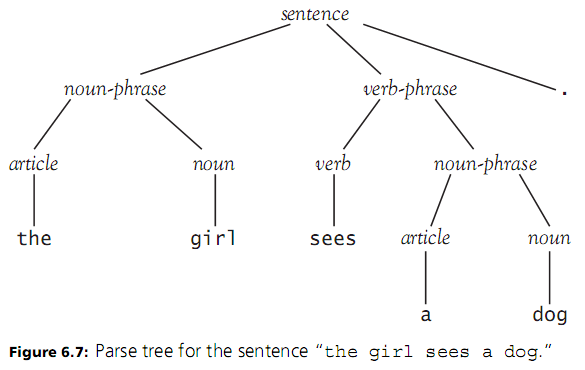 sentence
noun-phrase verb-phrase .
article noun verb noun-phrase
the girl sees article noun
a dog
Figure 6.7: Parse tree for the sentence "the girl sees a dog."